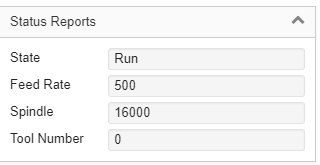 Status Reports
State Run
Feed Rate 500
Spindle 16000
Tool Number 0